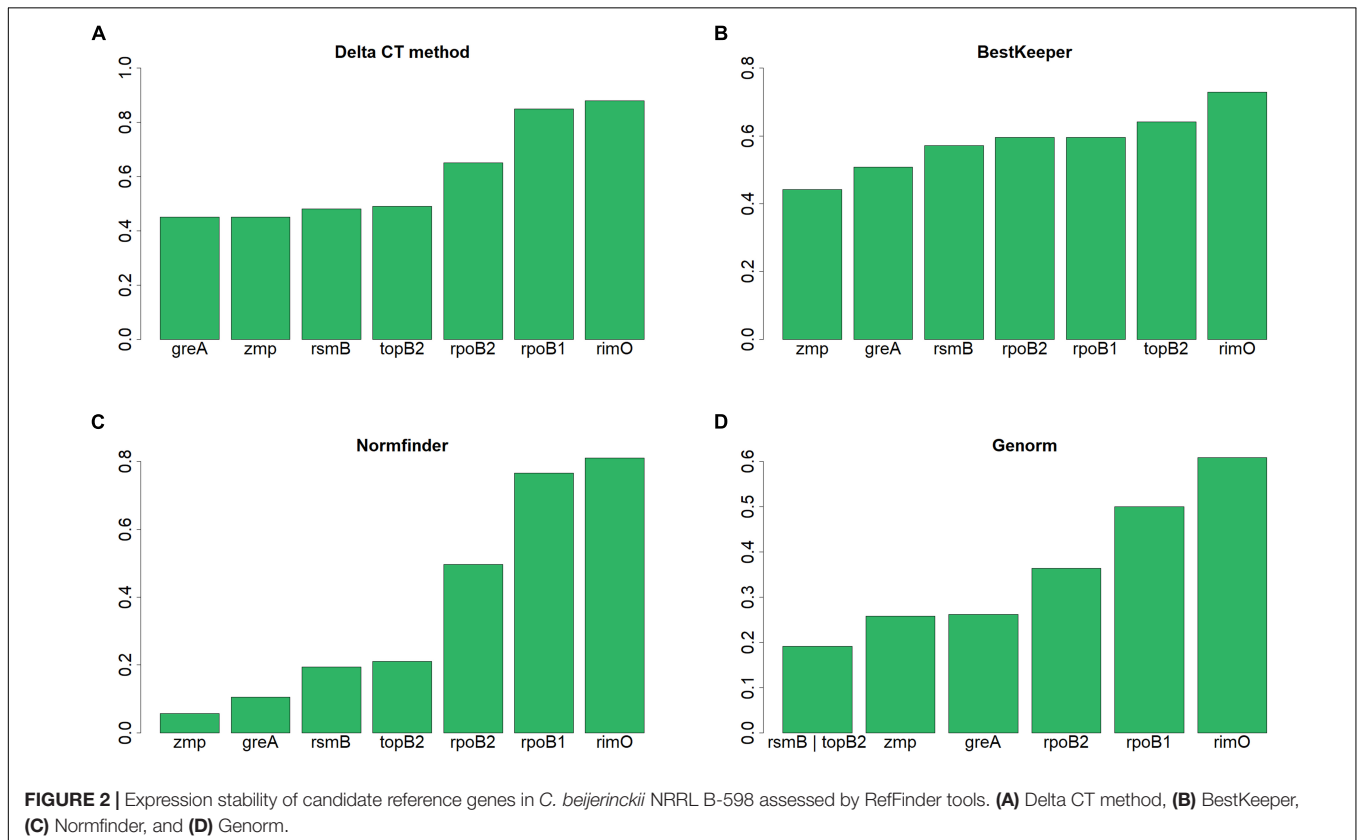 A
Delta CT method
1.0
0.8
0.6
0.4
0.2
0.0
greA zmp rsmB topB2 rpoB2 rpoB1 rimO
B
BestKeeper
0.8
0.6
0.4
0.2
0.0
zmp greA rsmB rpoB2 rpoB1 topB2 rimO
C
Normfinder
0.8
0.6
0.4
0.2
0.0
zmp greA rsmB topB2 rpoB2 rpoB1 rimO
D
Genorm
0.6
0.5
0.4
0.3
0.2
0.1
0.0
rsmB | topB2 zmp greA rpoB2 rpoB1 rimO
FIGURE 2 | Expression stability of candidate reference genes in C. beijerinckii NRRL B-598 assessed by RefFinder tools. (A) Delta CT method, (B) BestKeeper,
(C) Normfinder, and (D) Genorm.